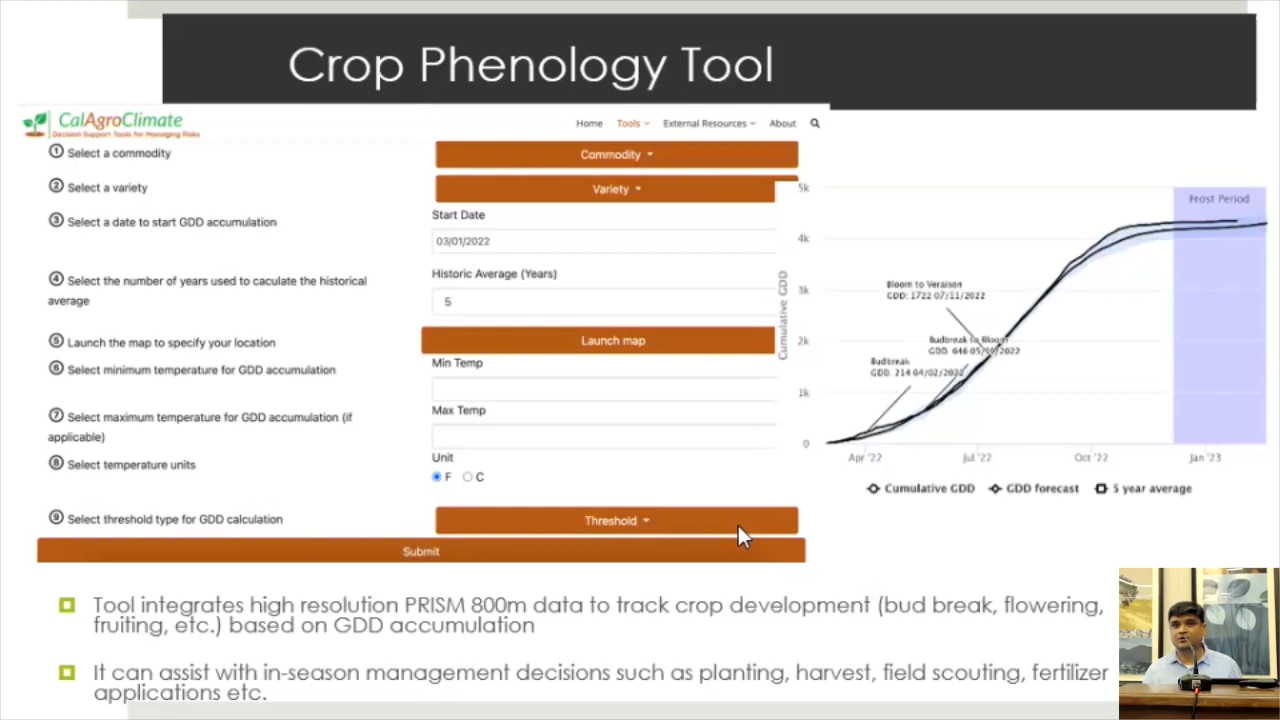 Crop Phenology Tool
CalAgroClimate
Decision Support Tools for Managing Risks
Home Tools External Resources About
① Select a commodity
Commodity
② Select a variety
Variety
③ Select a date to start GDD accumulation
Start Date
03/01/2022
④ Select the number of years used to caculate the historical
average
Historic Average (Years)
5
⑤ Launch the map to specify your location
Launch map
⑥ Select minimum temperature for GDD accumulation
Min Temp
⑦ Select maximum temperature for GDD accumulation (if
applicable)
Max Temp
⑧ Select temperature units
Unit
F C
⑨ Select threshold type for GDD calculation
Threshold
Submit
Cumulative GDD
5k
4k
3k
2k
1k
0
Frost Period
Bloom to Veraison
GDD: 1722 07/11/2022
Budbreak to Bloom
GDD: 646 05/19/2022
Budbreak
GDD: 214 04/02/2022
Apr '22 Jul '22 Oct '22 Jan '23
Cumulative GDD GDD forecast 5 year average
Tool integrates high resolution PRISM 800m data to track crop development (bud break, flowering,
fruiting, etc.) based on GDD accumulation
It can assist with in-season management decisions such as planting, harvest, field scouting, fertilizer
applications etc.